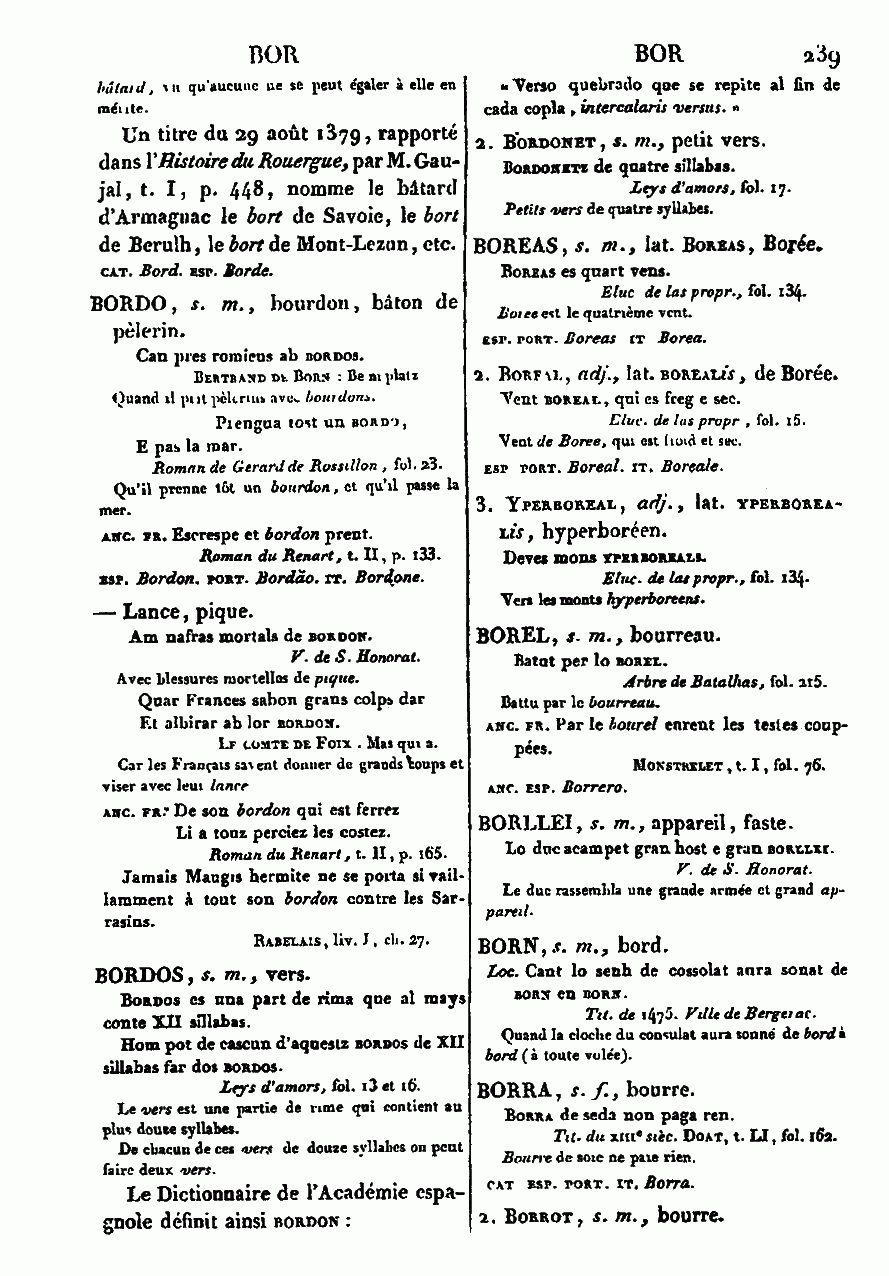 BOR
bâtard, vu qu'aucune ne se peut égaler à elle en
mérite.
Un titre du 29 août 1379, rapporté
dans l'Histoire du Rouergue, par M. Gau-
jal, t. I, p. 448, nomme le bâtard
d'Armagnac le bort de Savoie, le bort
de Berulh, le bort de Mont-Lezun, etc.
CAT. Bord. ESP. Borde.
BORDO, s. m., bourdon, bâton de
pèlerin.
Can pres romieus ab BORDOS.
BERTRAND DE BORN : Be m platz
Quand il prit pèlerins avec bourdons.
Prengua tost un BORDO,
E pas la mar.
Roman de Gerard de Rossillon, fol. 23.
Qu'il prenne tôt un bourdon, et qu'il passe la
mer.
ANC. FR. Escrespe et bordon prent.
Roman du Renart, t. II, p. 133.
ESP. Bordon. PORT. Bordão. IT. Bordone.
— Lance, pique.
Am nafras mortals de BORDON.
V. de S. Honorat.
Avec blessures mortelles de pique.
Quar Frances sabon grans colps dar
Et albirar ab lor BORDON.
LE COMTE DE FOIX. Mas qui a.
Car les Français savent donner de grands coups et
viser avec leur lance
ANC. FR. De son bordon qui est ferrez
Li a touz perciez les costez.
Roman du Renart, t. II, p. 165.
Jamais Maugis hermite ne se porta si vail-
lamment à tout son bordon contre les Sar-
rasins.
RABELAIS, liv. I, ch. 27.
BORDOS, s. m., vers.
BORDOS es una part de rima que al mays
conte XII sillabas.
Hom pot de cascun d'aquestz BORDOS de XII
sillabas far dos BORDOS.
Leys d'amors, fol. 13 et 16.
Le vers est une partie de rime qui contient au
plus douze syllabes.
De chacun de ces vers de douze syllabes on peut
faire deux vers.
Le Dictionnaire de l'Académie espa-
gnole définit ainsi BORDON :
BOR 239
« Verso quebrado que se repite al fin de
cada copla, intercalaris versus. »
2. BORDONET, s. m., petit vers.
BORDONETZ de quatre sillabas.
Leys d'amors, fol. 17.
Petits vers de quatre syllabes.
BOREAS, s. m., lat. BOREAS, Borée.
BOREAS es quart vens.
Eluc de las propr., fol. 134.
Boree est le quatrième vent.
ESP. PORT. Boreas IT Borea.
2. BOREAL, adj., lat. BOREALIS, de Borée.
Vent BOREAL, qui es freg e sec.
Eluc. de las propr, fol. 15.
Vent de Boree, qui est froid et sec.
ESP PORT. Boreal. IT. Boreale.
3. YPERBOREAL, adj., lat. YPERBOREA-
LIS, hyperboréen.
Deves mons YPERBOREALS.
Eluc. de las propr., fol. 134.
Vers les monts hyperboreens.
BOREL, s. m., bourreau.
Batut per lo BOREL.
Arbre de Batalhas, fol. 215.
Battu par le bourreau.
ANC. FR. Par le bourel enrent les testes coup-
pées.
MONSTRELET, t. I, fol. 76.
ANC. ESP. Borrero.
BORLLEI, s. m., appareil, faste.
Lo duc acampet gran host e gran BORLLEI.
V. de S. Honorat.
Le duc rassembla une grande armée et grand ap-
pareil.
BORN, s. m., bord.
Loc. Cant lo senh de cossolat aura sonat de
BORN en BORN.
Tit. de 1475. Ville de Bergerac.
Quand la cloche du consulat aura sonné de bord à
bord (à toute volée).
BORRA, s. f., bourre.
BORRA de seda non paga ren.
Tit. du XIIIe sièc. DOAT, t. LI, fol. 162.
Bourre de soie ne paie rien.
CAT ESP. PORT. IT. Borra.
2. BORROT, s. m., bourre.